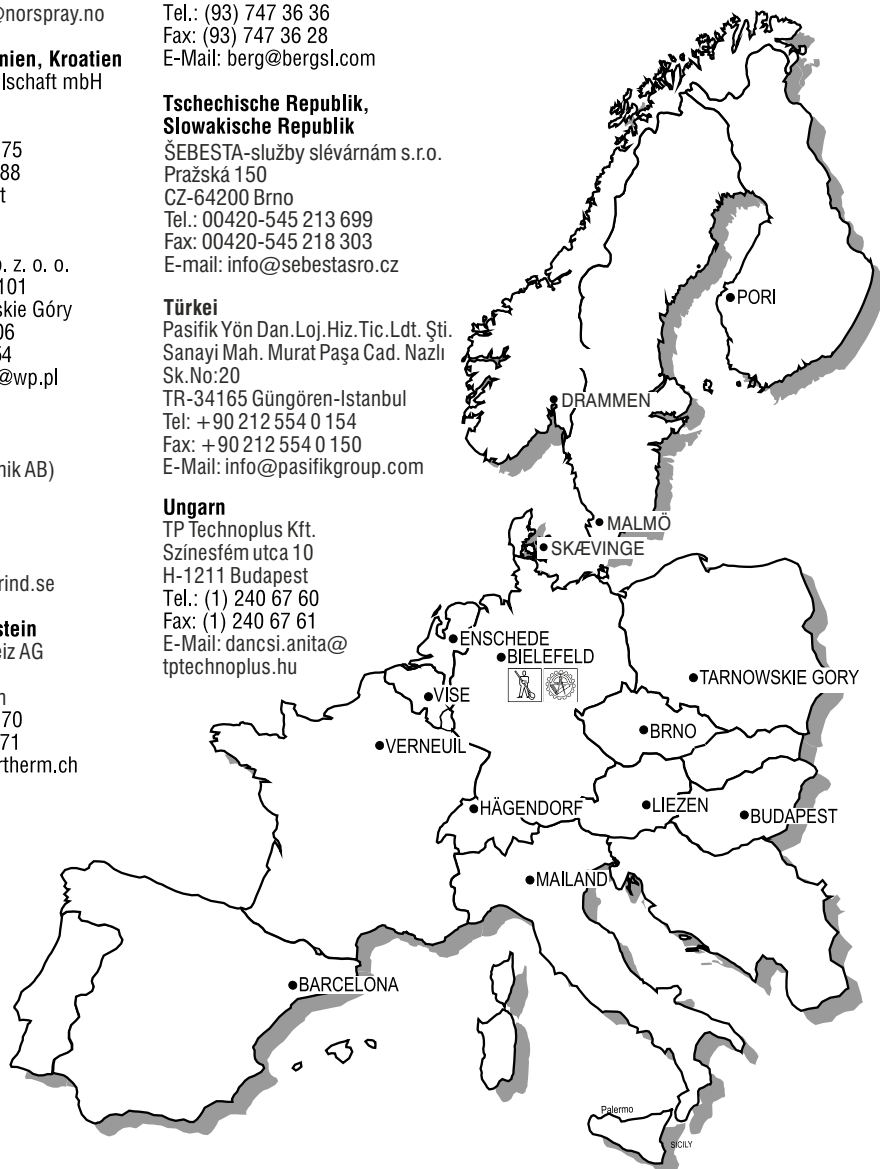 @norspray.no
nien, Kroatien
lschaft mbH
75
88
t
o. z. o. o.
101
skie Góry
06
54
@wp.pl
nik AB)
rind.se
stein
eiz AG
n
70
71
rtherm.ch
Tel.: (93) 747 36 36
Fax: (93) 747 36 28
E-Mail: berg@bergsl.com
Tschechische Republik,
Slowakische Republik
ŠEBESTA-služby slévárnám s.r.o.
Pražská 150
CZ-64200 Brno
Tel.: 00420-545 213 699
Fax: 00420-545 218 303
E-mail: info@sebestasro.cz
Türkei
Pasifik Yön Dan.Loj.Hiz.Tic.Ldt. Şti.
Sanayi Mah. Murat Paşa Cad. Nazlı
Sk.No:20
TR-34165 Güngören-Istanbul
Tel: +90 212 554 0 154
Fax: +90 212 554 0 150
E-Mail: info@pasifikgroup.com
Ungarn
TP Technoplus Kft.
Színesfém utca 10
H-1211 Budapest
Tel.: (1) 240 67 60
Fax: (1) 240 67 61
E-Mail: dancsi.anita@
tptechnoplus.hu
PORI
DRAMMEN
MALMÖ
SKÆVINGE
ENSCHEDE
BIELEFELD
TARNOWSKIE GORY
VISE
BRNO
VERNEUIL
HÄGENDORF
LIEZEN
BUDAPEST
MAILAND
BARCELONA
Palermo
SICILY